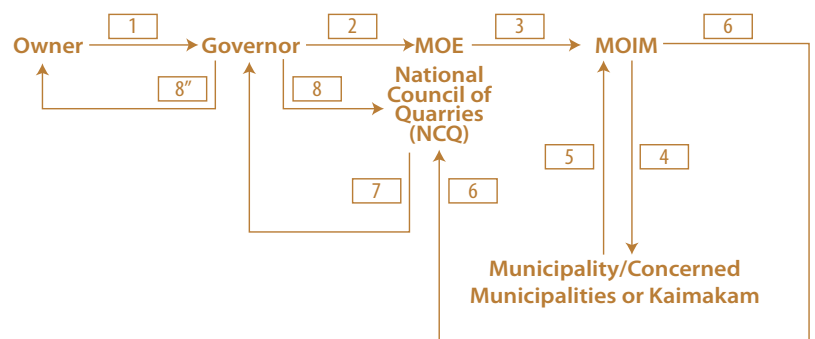 1
2
3
6
Owner
Governor
MOE
MOIM
8”
8
National
Council of
Quarries
(NCQ)
5
4
7
6
Municipality/Concerned
Municipalities or Kaimakam